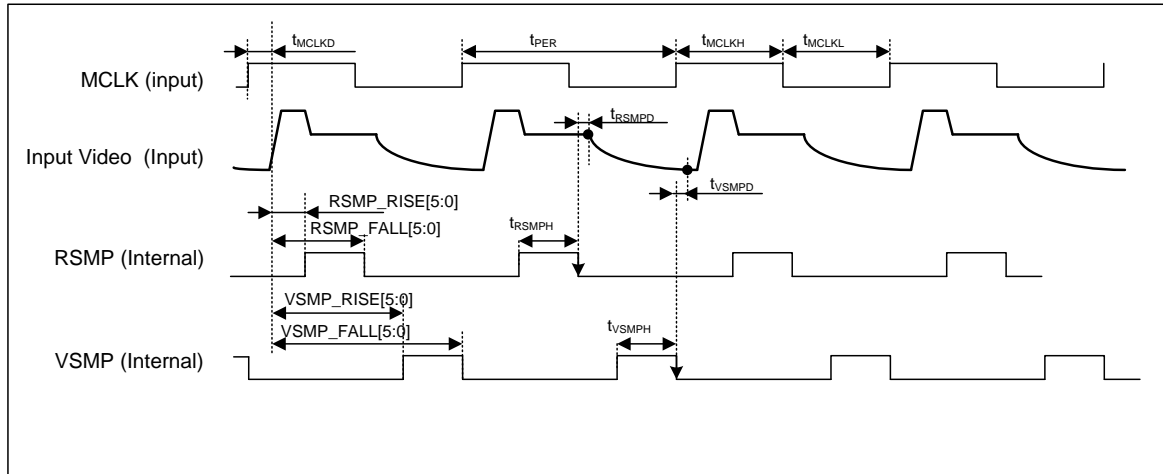 tMCLKD
tPER
tMCLKH
tMCLKL
MCLK (input)
tRSMPD
Input Video (Input)
tVSMPD
RSMP_RISE[5:0]
tRSMPH
RSMP_FALL[5:0]
RSMP (Internal)
VSMP_RISE[5:0]
VSMP_FALL[5:0]
tVSMPH
VSMP (Internal)